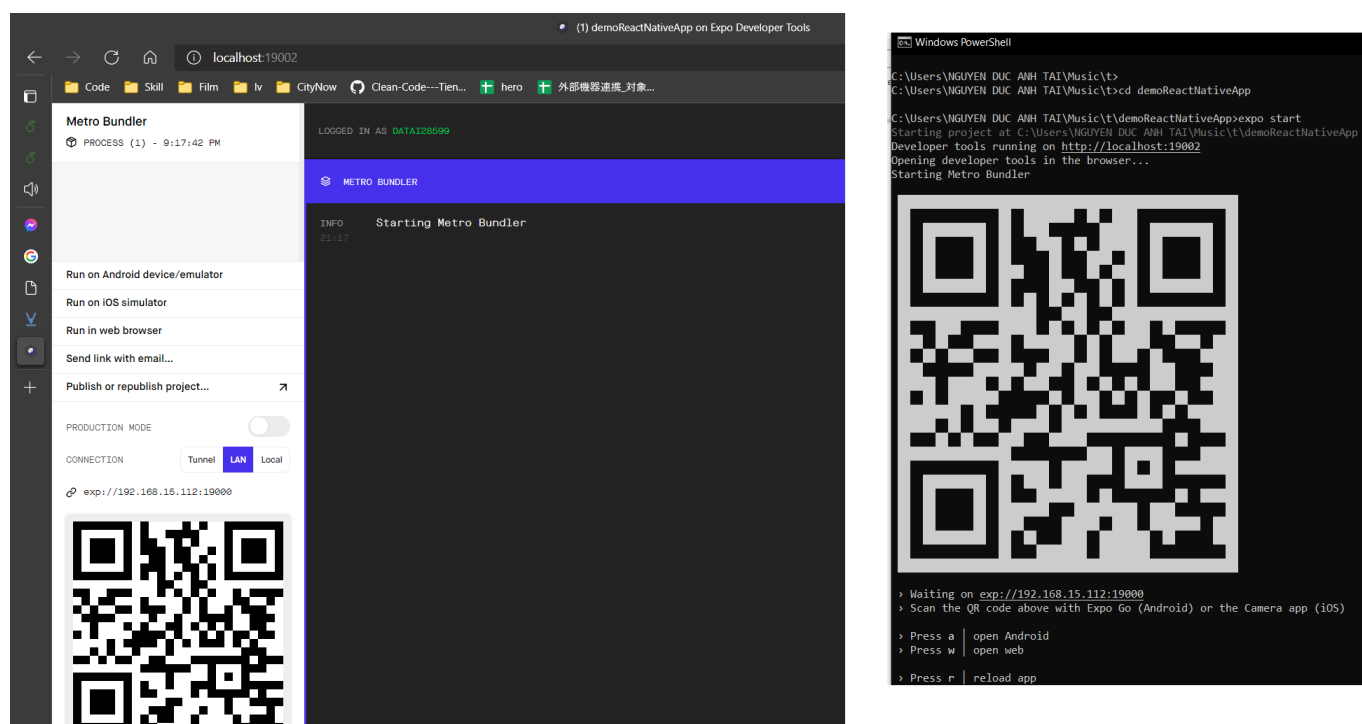 (1) demoReactNativeApp on Expo Developer Tools
localhost:19002
Code Skill Film lv CityNow Clean-Code---Tien... hero 外部機器連携_対象...
Metro Bundler
PROCESS (1) - 9:17:42 PM
Run on Android device/emulator
Run on iOS simulator
Run in web browser
Send link with email...
Publish or republish project...
PRODUCTION MODE
CONNECTION Tunnel LAN Local
exp://192.168.15.112:19000
LOGGED IN AS DATAI28599
METRO BUNDLER
INFO Starting Metro Bundler
21:17
Windows PowerShell
C:\Users\NGUYEN DUC ANH TAI\Music\t>
C:\Users\NGUYEN DUC ANH TAI\Music\t>cd demoReactNativeApp
C:\Users\NGUYEN DUC ANH TAI\Music\t\demoReactNativeApp>expo start
Starting project at C:\Users\NGUYEN DUC ANH TAI\Music\t\demoReactNativeApp
Developer tools running on http://localhost:19002
Opening developer tools in the browser...
Starting Metro Bundler
› Waiting on exp://192.168.15.112:19000
› Scan the QR code above with Expo Go (Android) or the Camera app (iOS)
› Press a │ open Android
› Press w │ open web
› Press r │ reload app